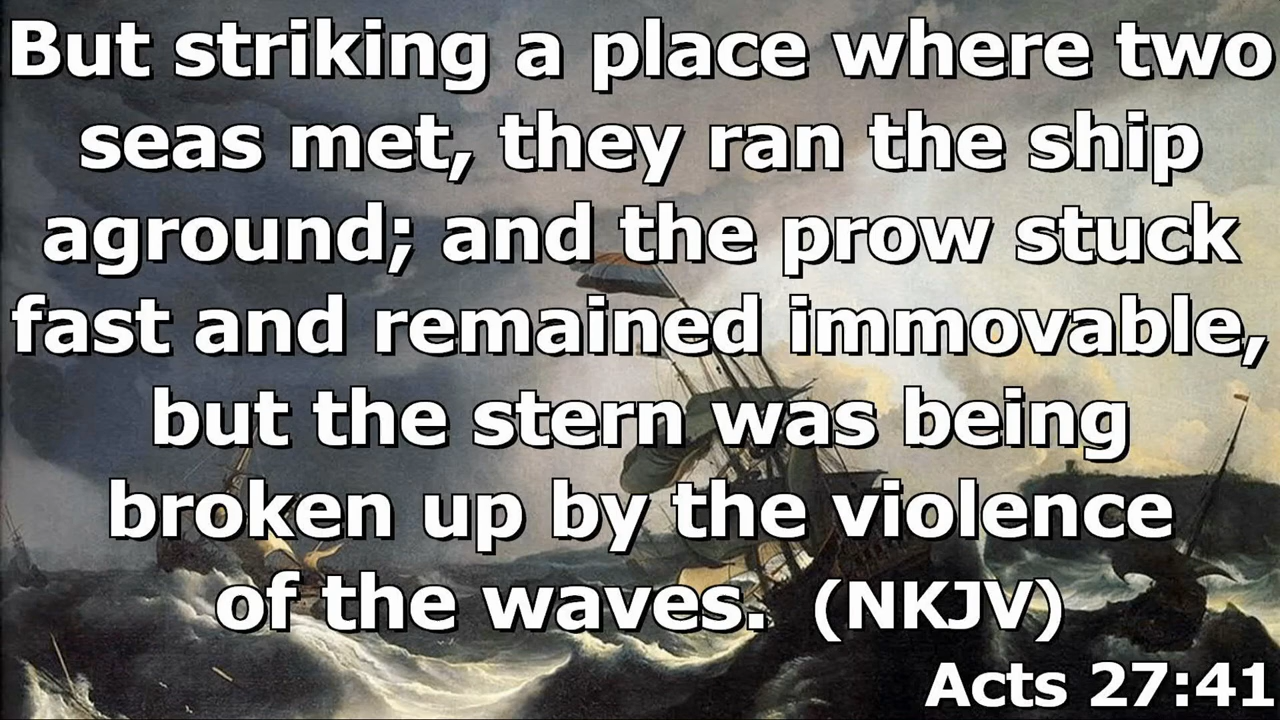 But striking a place where two
seas met, they ran the ship
aground; and the prow stuck
fast and remained immovable,
but the stern was being
broken up by the violence
of the waves.  (NKJV)
Acts 27:41